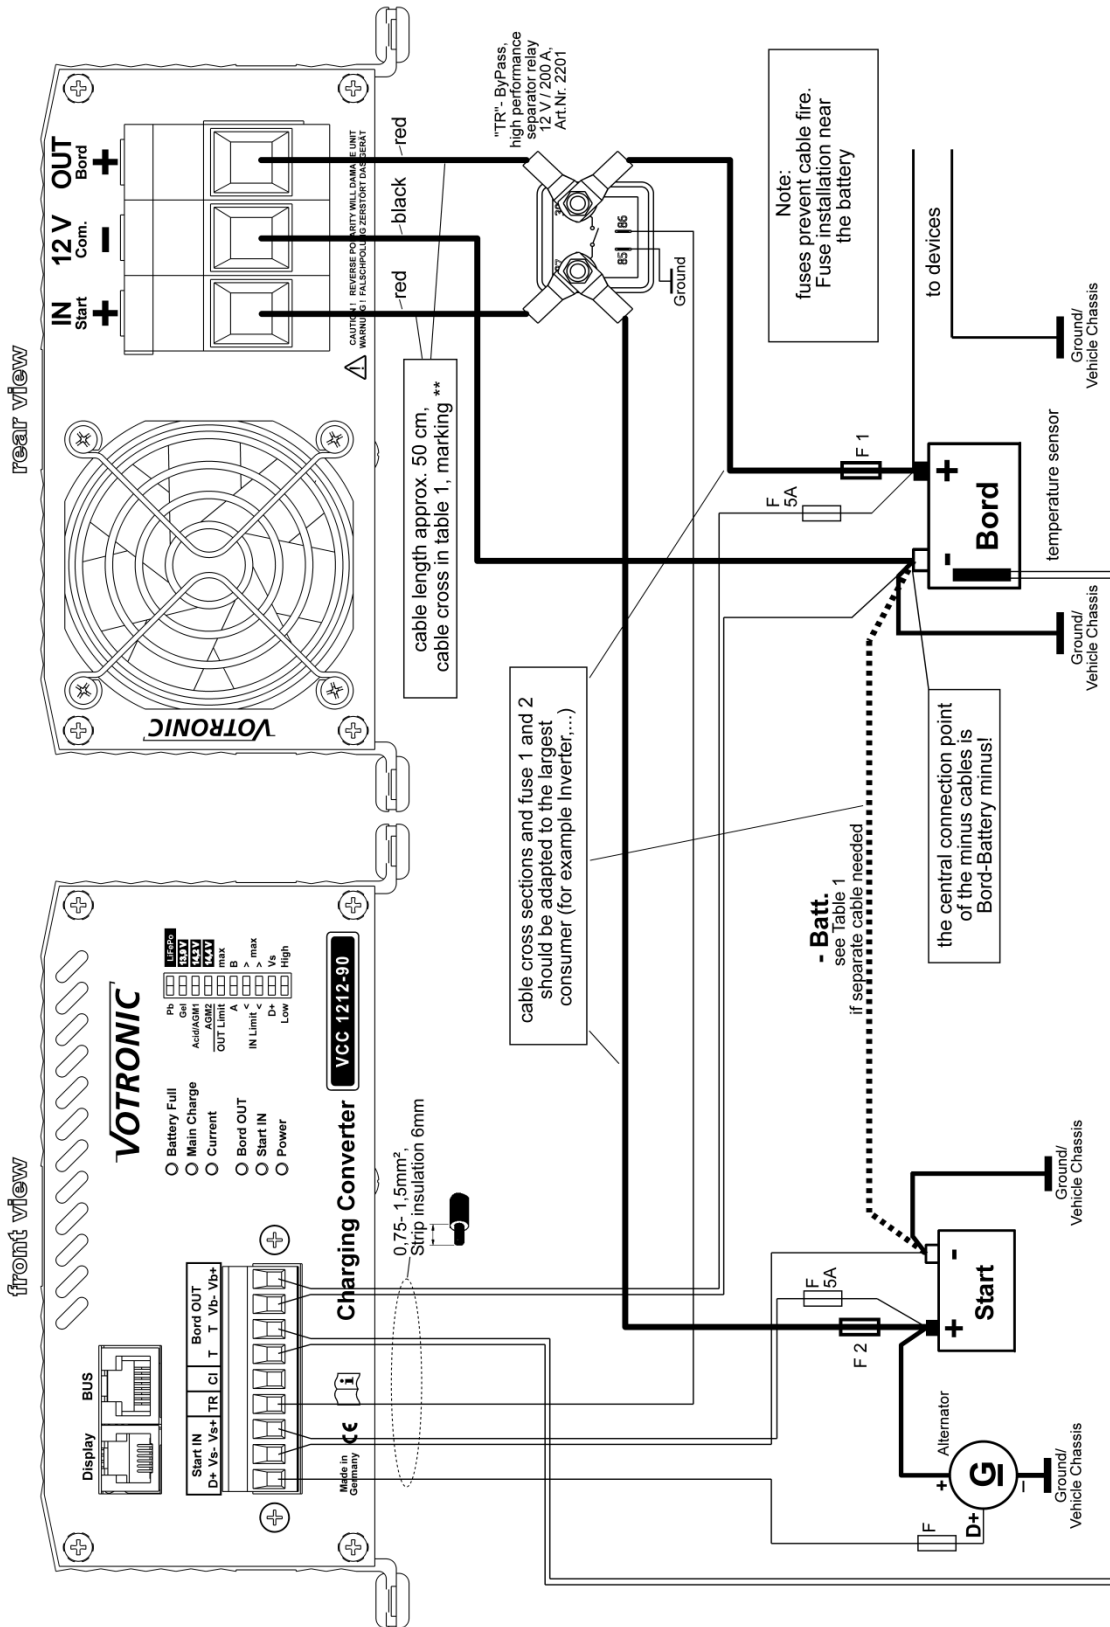 front view
rear view
Display
BUS
Start IN
D+ Vs- Vs+
TR
CI
Bord OUT
T T Vb- Vb+
Made in
Germany
CE
i
VOTRONIC
Battery Full
Main Charge
Current
Bord OUT
Start IN
Power
Pb
LiFePo
Gel
13,8 V
Acid/AGM1
AGM2
14,4 V
OUT Limit
max
A
B
<
>
IN Limit
max
<
>
D+
Vs
Low
High
Charging Converter
VCC 1212-90
0,75- 1,5mm²,
Strip insulation 6mm
VOTRONIC
IN
Start
+
12 V
Com.
-
OUT
Bord
+
CAUTION ! REVERSE POLARITY WILL DAMAGE UNIT
WARNUNG ! FALSCHPOLUNG ZERSTÖRT DAS GERÄT
red
black
red
cable length approx. 50 cm,
cable cross in table 1, marking **
"TR"- ByPass,
high performance
separator relay
12 V / 200 A,
Art.Nr. 2201
85
86
Ground
cable cross sections and fuse 1 and 2
should be adapted to the largest
consumer (for example Inverter,...)
Note:
fuses prevent cable fire.
Fuse installation near
the battery
- Batt.
see Table 1
if separate cable needed
the central connection point
of the minus cables is
Bord-Battery minus!
F
5A
F 1
to devices
- +
Bord
temperature sensor
Ground/
Vehicle Chassis
Ground/
Vehicle Chassis
F 2
F
5A
+ -
Start
Ground/
Vehicle Chassis
Alternator
+
G
-
D+
F
Ground/
Vehicle Chassis